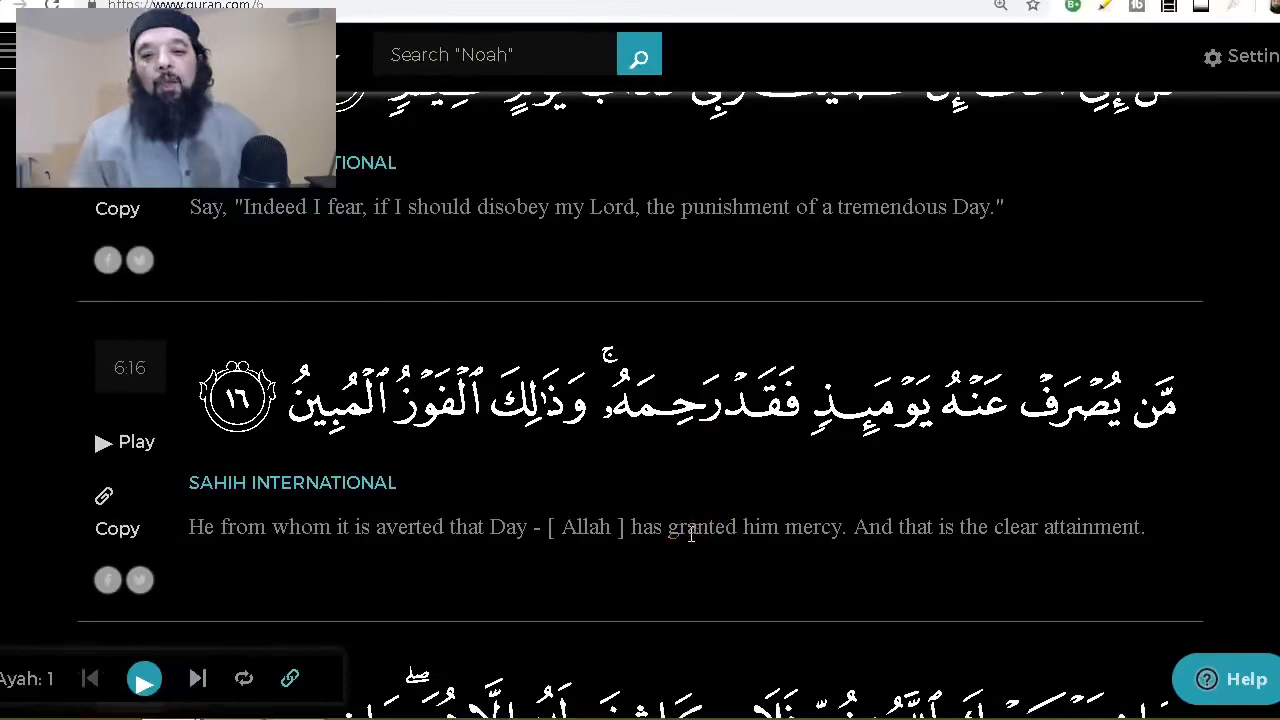 https://www.quran.com/6
Search "Noah"
Settin
TIONAL
Copy
Say, "Indeed I fear, if I should disobey my Lord, the punishment of a tremendous Day."
6:16
مَّن يُصْرَفْ عَنْهُ يَوْمَئِذٍ فَقَدْ رَحِمَهُۥ ۚ وَذَٰلِكَ ٱلْفَوْزُ ٱلْمُبِينُ ١٦
Play
SAHIH INTERNATIONAL
Copy
He from whom it is averted that Day - [ Allah ] has granted him mercy. And that is the clear attainment.
Ayah: 1
Help